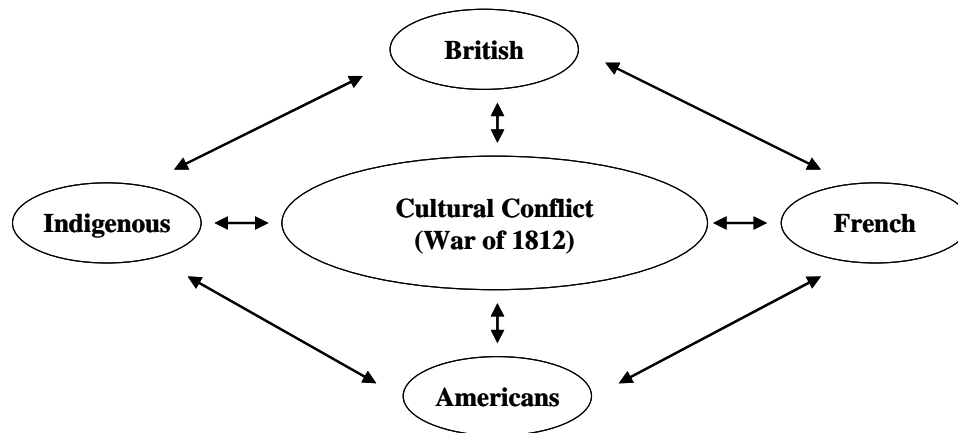 British
Indigenous
Cultural Conflict
(War of 1812)
French
Americans